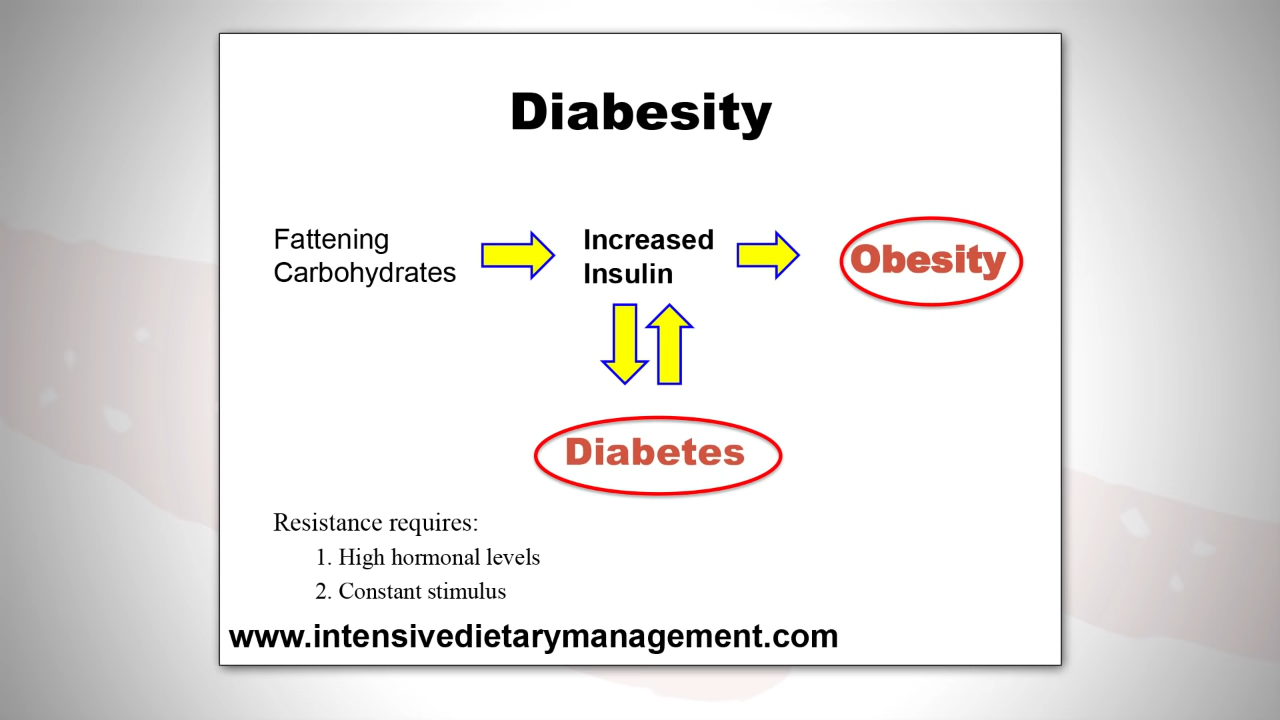 Diabesity
Fattening
Carbohydrates
Increased
Insulin
Obesity
Diabetes
Resistance requires:
1. High hormonal levels
2. Constant stimulus
www.intensivedietarymanagement.com